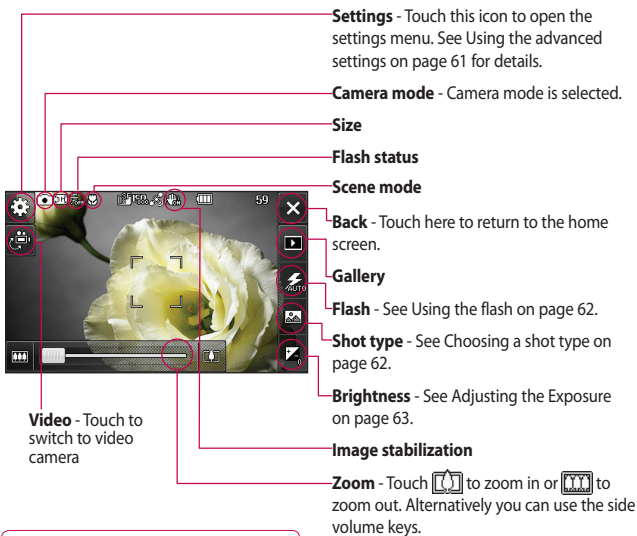 Settings - Touch this icon to open the
settings menu. See Using the advanced
settings on page 61 for details.
Camera mode - Camera mode is selected.
Size
Flash status
Scene mode
59
Back - Touch here to return to the home
screen.
Gallery
AUTO
Flash - See Using the flash on page 62.
Shot type - See Choosing a shot type on
page 62.
Brightness - See Adjusting the Exposure
on page 63.
Video - Touch to
switch to video
camera
Image stabilization
Zoom - Touch to zoom in or to
zoom out. Alternatively you can use the side
volume keys.